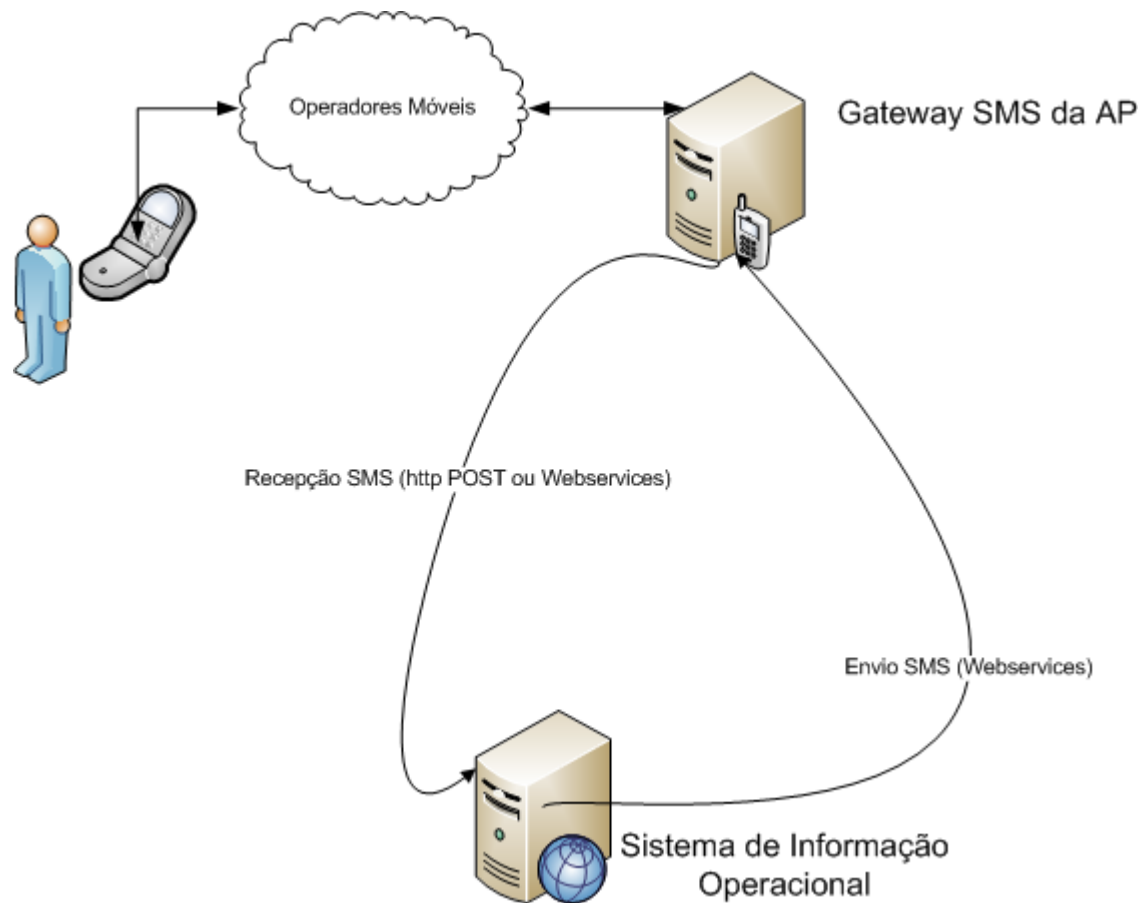 Operadores Móveis
Gateway SMS da AP
Recepção SMS (http POST ou Webservices)
Envio SMS (Webservices)
Sistema de Informação
Operacional